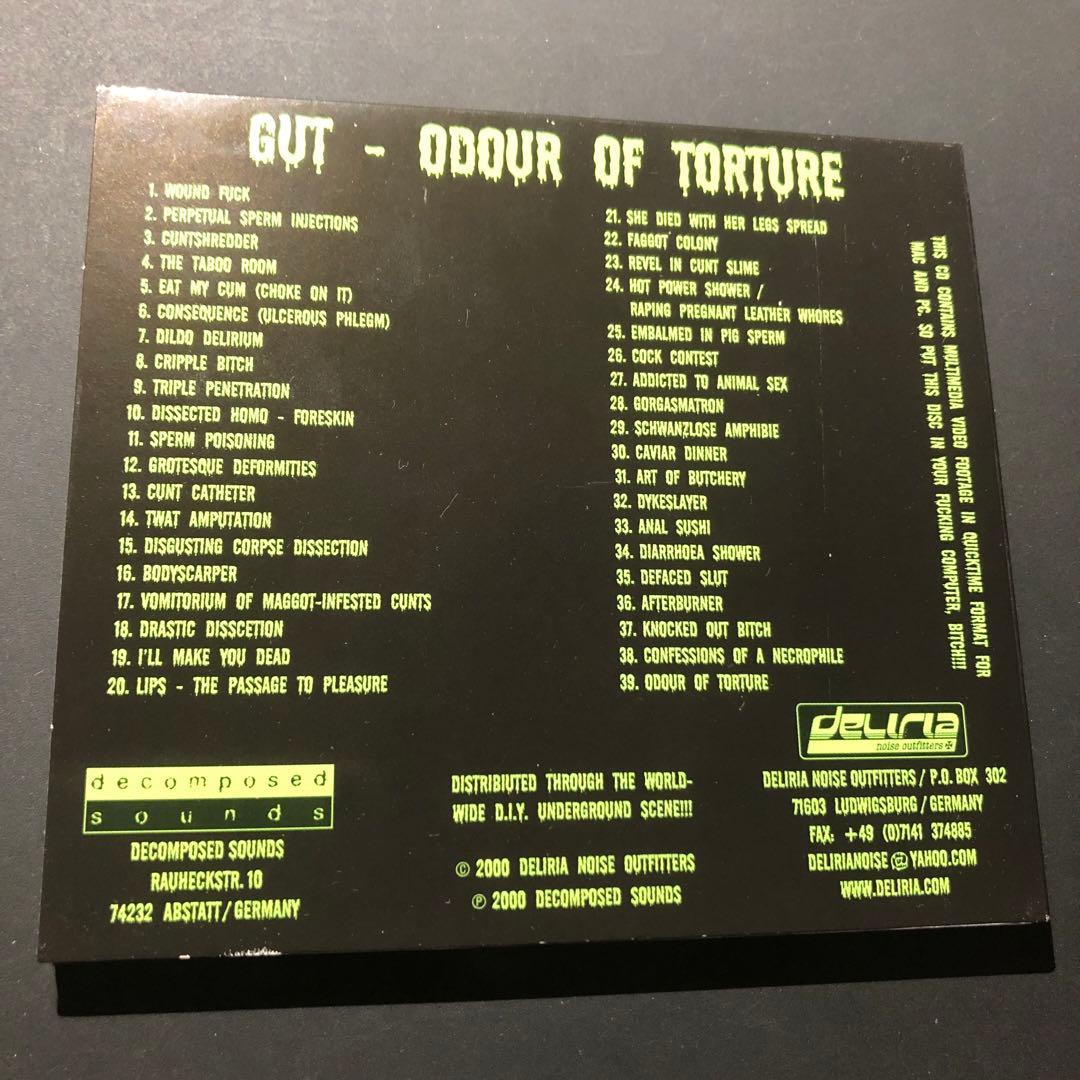 GUT - ODOUR OF TORTURE
1. WOUND FUCK
2. PERPETUAL SPERM INJECTIONS
3. CUNTSHREDDER
4. THE TABOO ROOM
5. EAT MY CUM (CHOKE ON IT)
6. CONSEQUENCE (ULCEROUS PHLEGM)
7. DILDO DELIRIUM
8. CRIPPLE BITCH
9. TRIPLE PENETRATION
10. DISSECTED HOMO - FORESKIN
11. SPERM POISONING
12. GROTESQUE DEFORMITIES
13. CUNT CATHETER
14. TWAT AMPUTATION
15. DISGUSTING CORPSE DISSECTION
16. BODYSCARPER
17. VOMITORIUM OF MAGGOT-INFESTED CUNTS
18. DRASTIC DISSCETION
19. I'LL MAKE YOU DEAD
20. LIPS - THE PASSAGE TO PLEASURE
21. SHE DIED WITH HER LEGS SPREAD
22. FAGGOT COLONY
23. REVEL IN CUNT SLIME
24. HOT POWER SHOWER /
RAPING PREGNANT LEATHER WHORES
25. EMBALMED IN PIG SPERM
26. COCK CONTEST
27. ADDICTED TO ANIMAL SEX
28. GORGASMATRON
29. SCHWANZLOSE AMPHIBIE
30. CAVIAR DINNER
31. ART OF BUTCHERY
32. DYKESLAYER
33. ANAL SUSHI
34. DIARRHOEA SHOWER
35. DEFACED SLUT
36. AFTERBURNER
37. KNOCKED OUT BITCH
38. CONFESSIONS OF A NECROPHILE
39. ODOUR OF TORTURE
THIS CD CONTAINS MULTIMEDIA VIDEO FOOTAGE IN QUICKTIME FORMAT FOR
MAC AND PC, SO PUT THIS DISC IN YOUR FUCKING COMPUTER, BITCH!!!
decomposed
sounds
DECOMPOSED SOUNDS
RAUHECKSTR. 10
74232 ABSTATT/GERMANY
DISTRIBIUTED THROUGH THE WORLD-
WIDE D.I.Y. UNDERGROUND SCENE!!!
© 2000 DELIRIA NOISE OUTFITTERS
℗ 2000 DECOMPOSED SOUNDS
deliria
noise outfitters
DELIRIA NOISE OUTFITTERS / P.O. BOX 302
71603 LUDWIGSBURG / GERMANY
FAX: +49 (0)7141 374885
DELIRIANOISE@YAHOO.COM
WWW.DELIRIA.COM